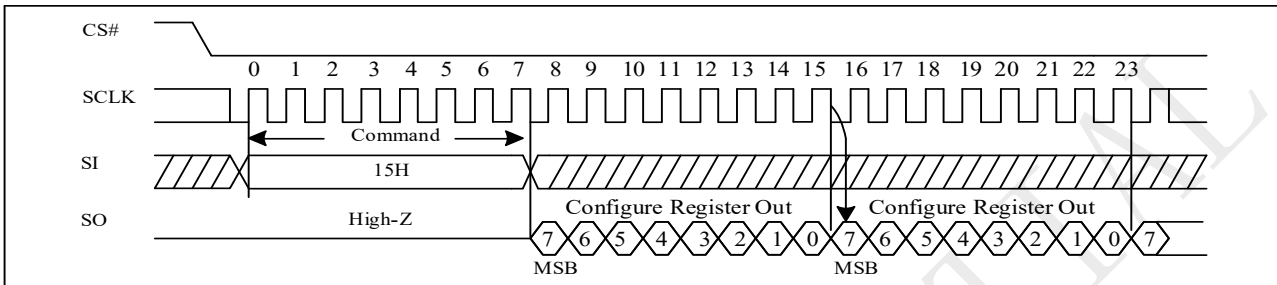 CS#
0 1 2 3 4 5 6 7 8 9 10 11 12 13 14 15 16 17 18 19 20 21 22 23
SCLK
Command
SI
15H
Configure Register Out Configure Register Out
SO
High-Z
7 6 5 4 3 2 1 0 7 6 5 4 3 2 1 0 7
MSB MSB